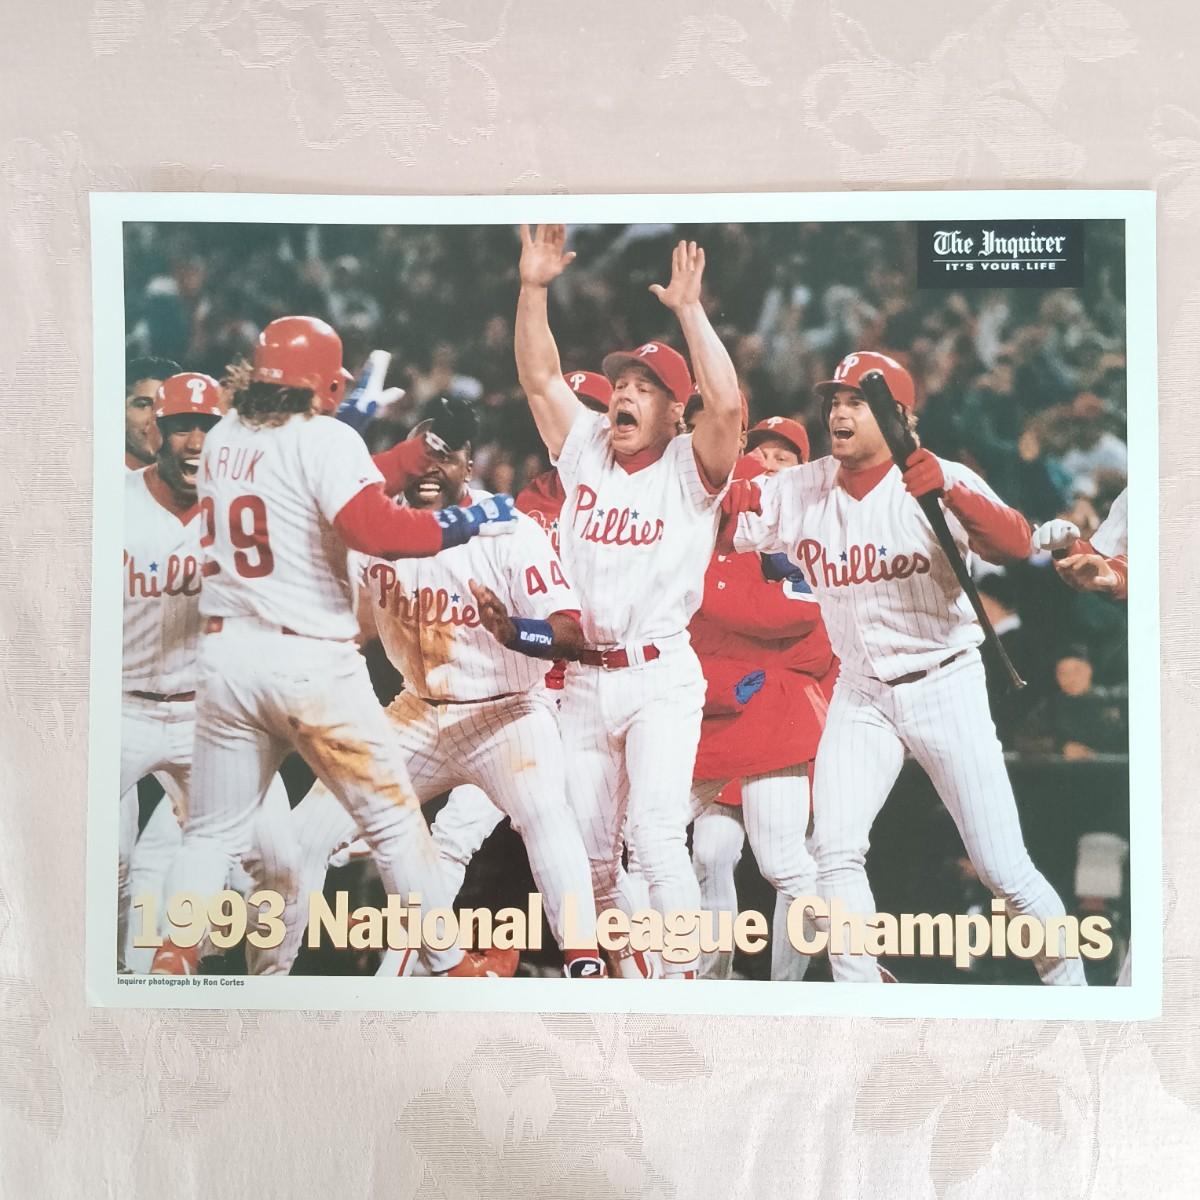 The Inquirer
IT'S YOUR LIFE
P
P
P
P
P
KRUK
29
Phillies
44
Phillies
Phillies
EASTON
1993 National League Champions
Inquirer photograph by Ron Cortes